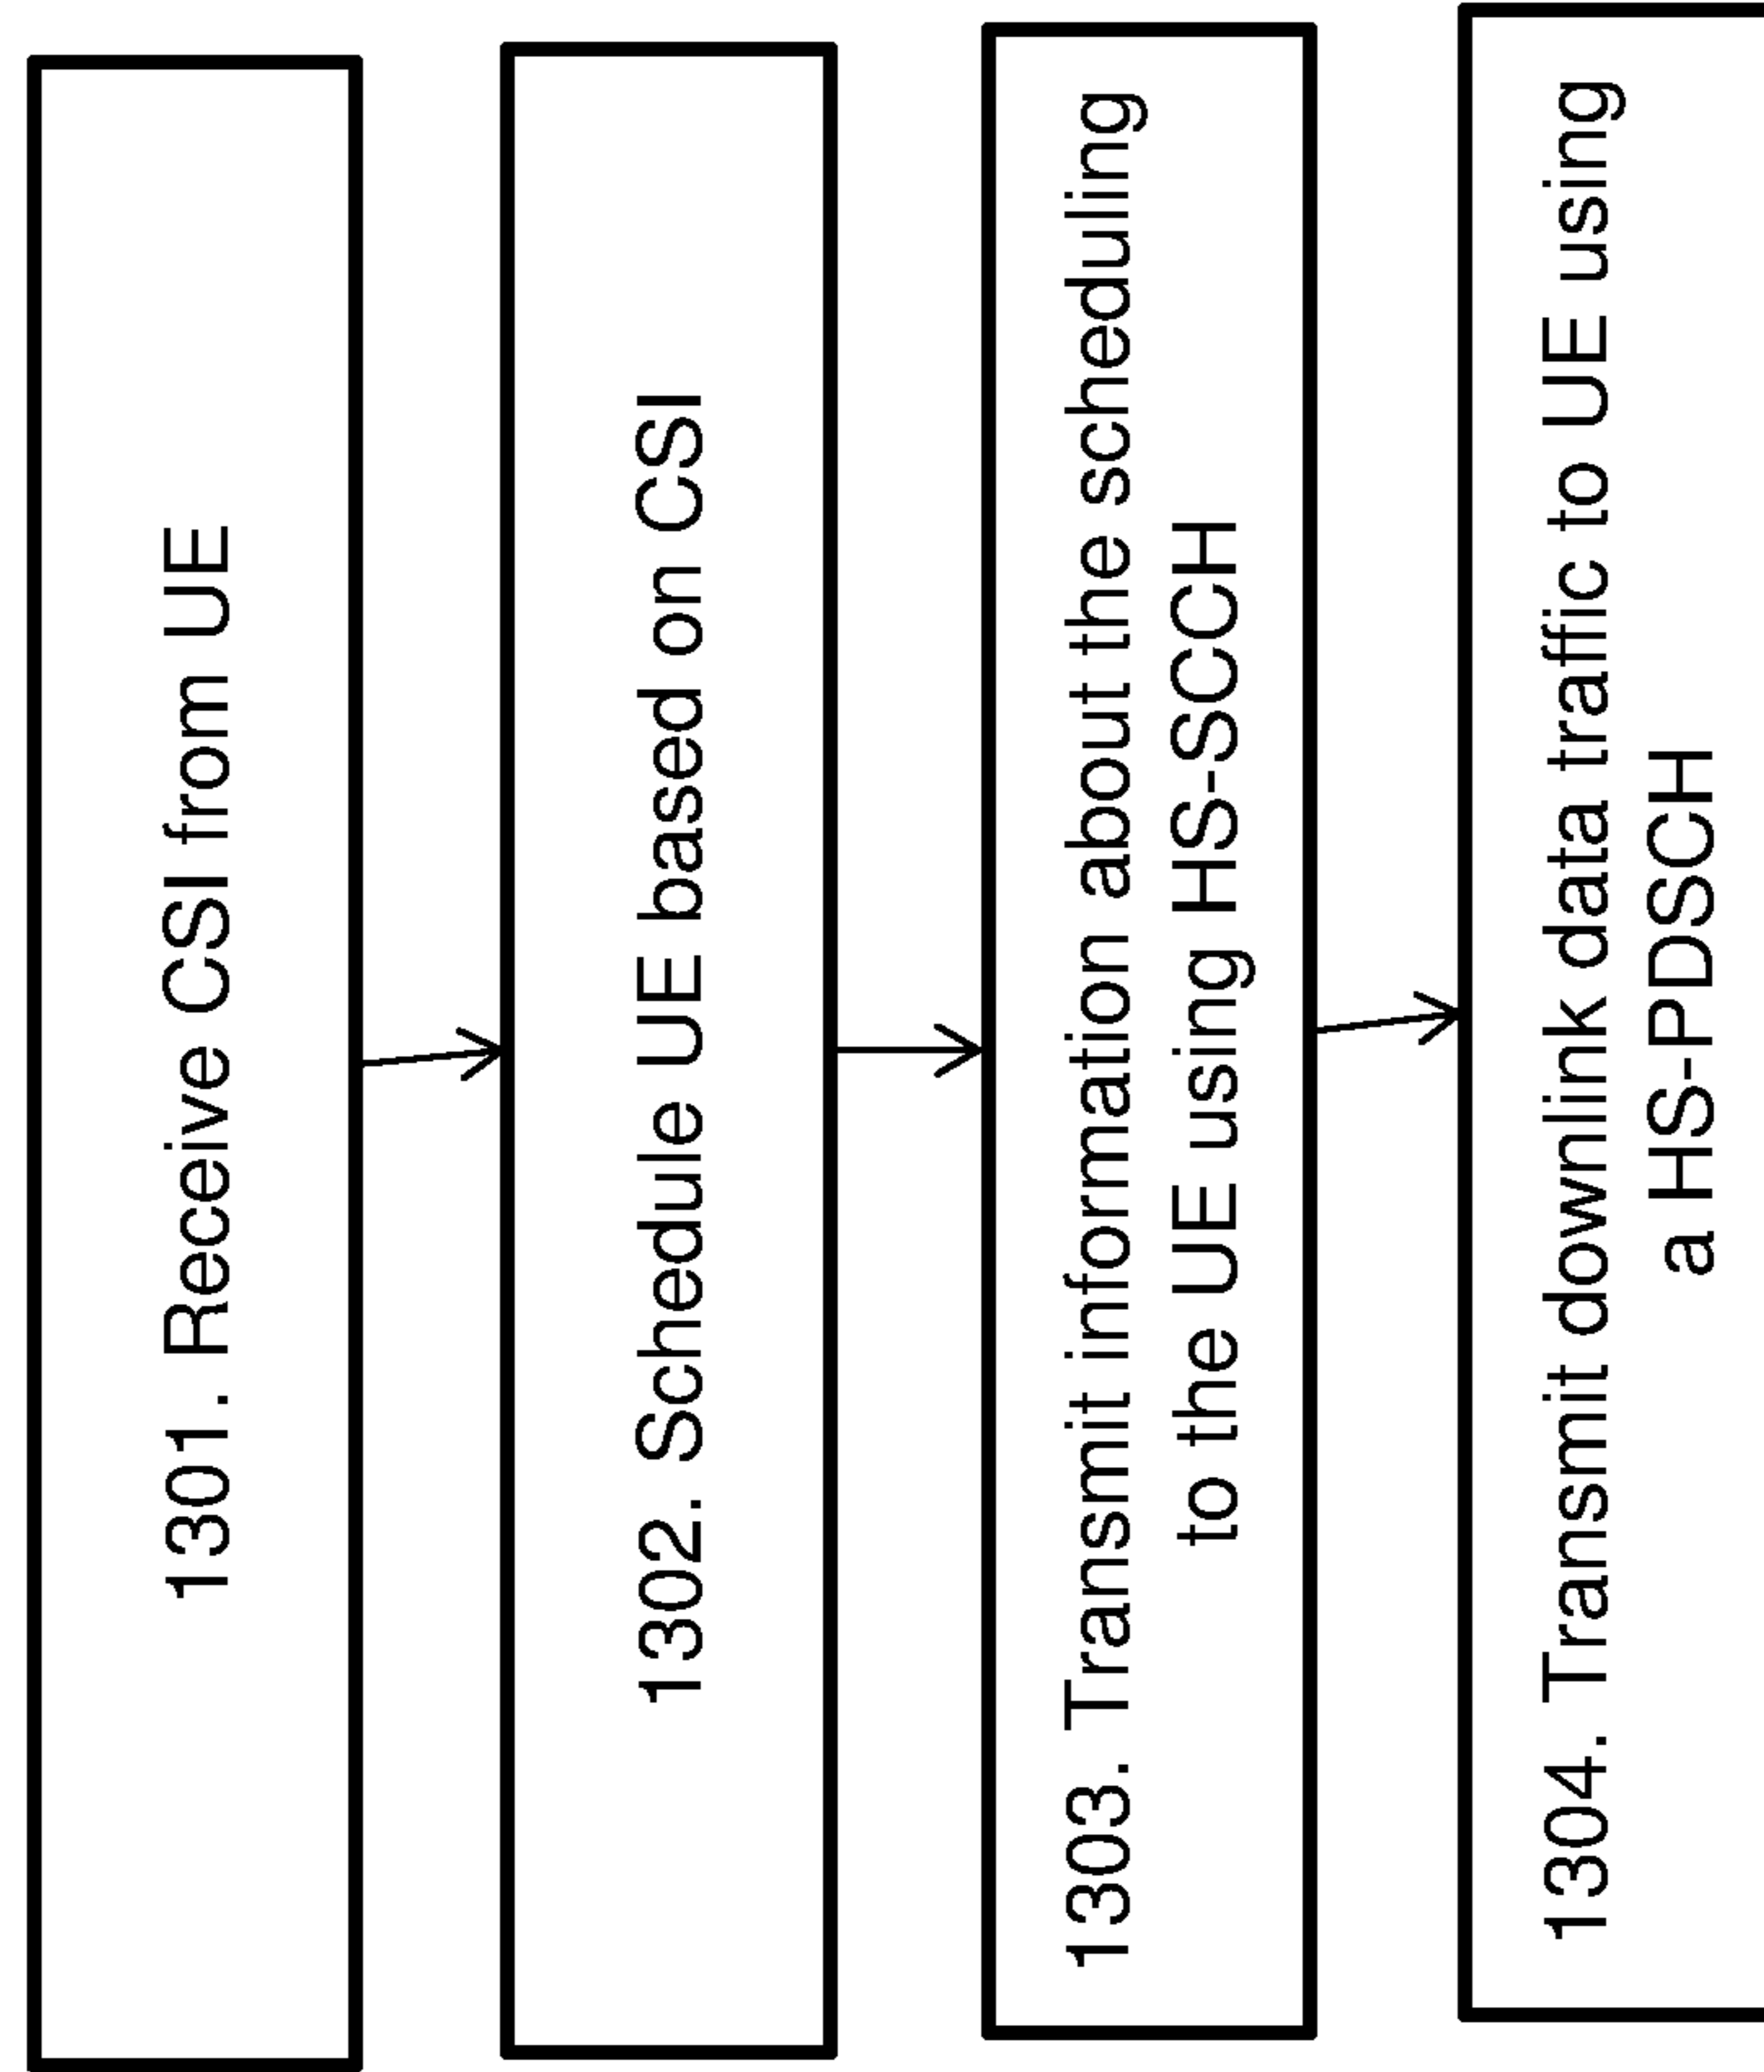 1301. Receive CSI from UE
1302. Schedule UE based on CSI
1303. Transmit information about the scheduling
to the UE using HS-SCCH
1304. Transmit downlink data traffic to UE using
a HS-PDSCH